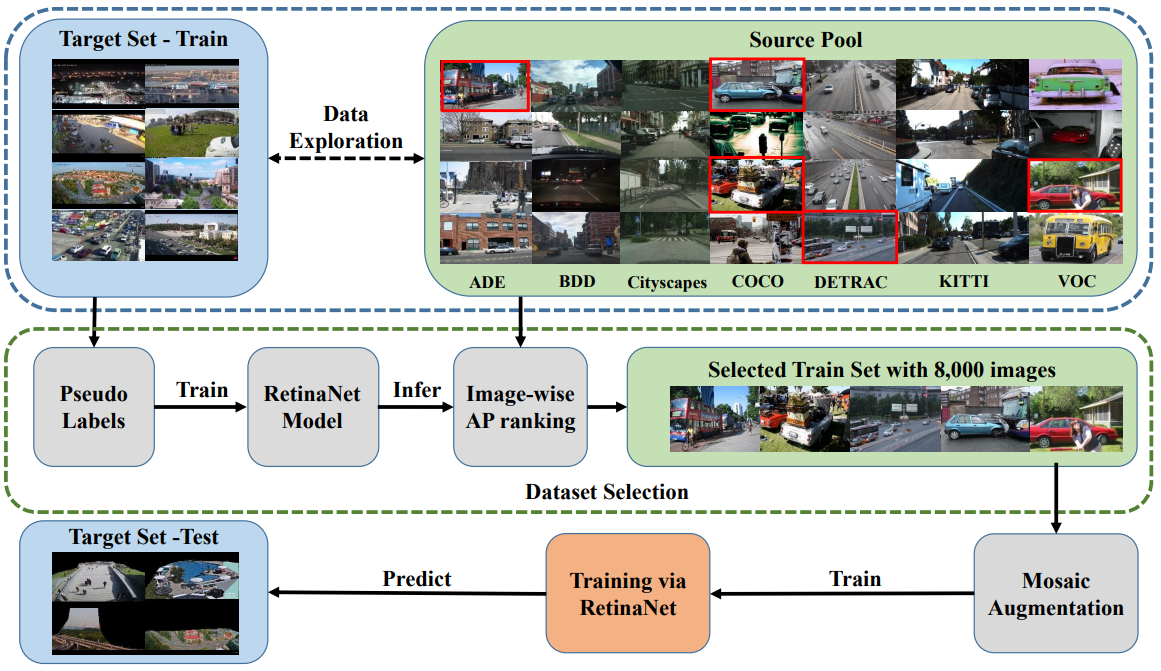 Target Set - Train
Source Pool
Data
Exploration
ADE
BDD
Cityscapes
COCO
DETRAC
KITTI
VOC
Pseudo
Labels
Train
RetinaNet
Model
Infer
Image-wise
AP ranking
Selected Train Set with 8,000 images
Dataset Selection
Target Set -Test
Predict
Training via
RetinaNet
Train
Mosaic
Augmentation